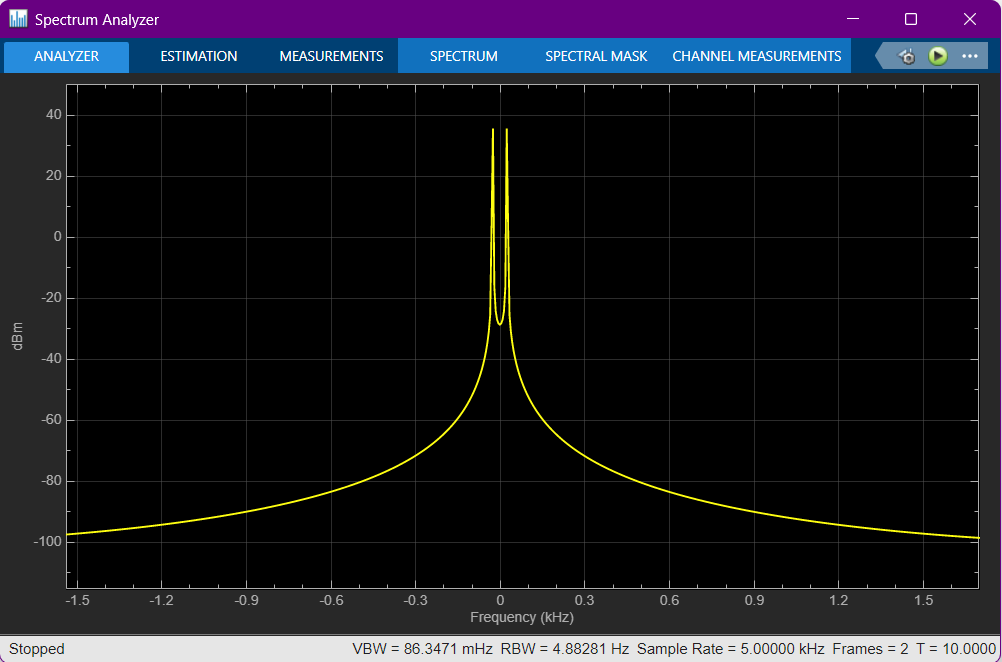 Spectrum Analyzer
ANALYZER ESTIMATION MEASUREMENTS SPECTRUM SPECTRAL MASK CHANNEL MEASUREMENTS
40
20
0
-20
-40
-60
-80
-100
dBm
-1.5 -1.2 -0.9 -0.6 -0.3 0 0.3 0.6 0.9 1.2 1.5
Frequency (kHz)
Stopped VBW = 86.3471 mHz RBW = 4.88281 Hz Sample Rate = 5.00000 kHz Frames = 2 T = 10.0000